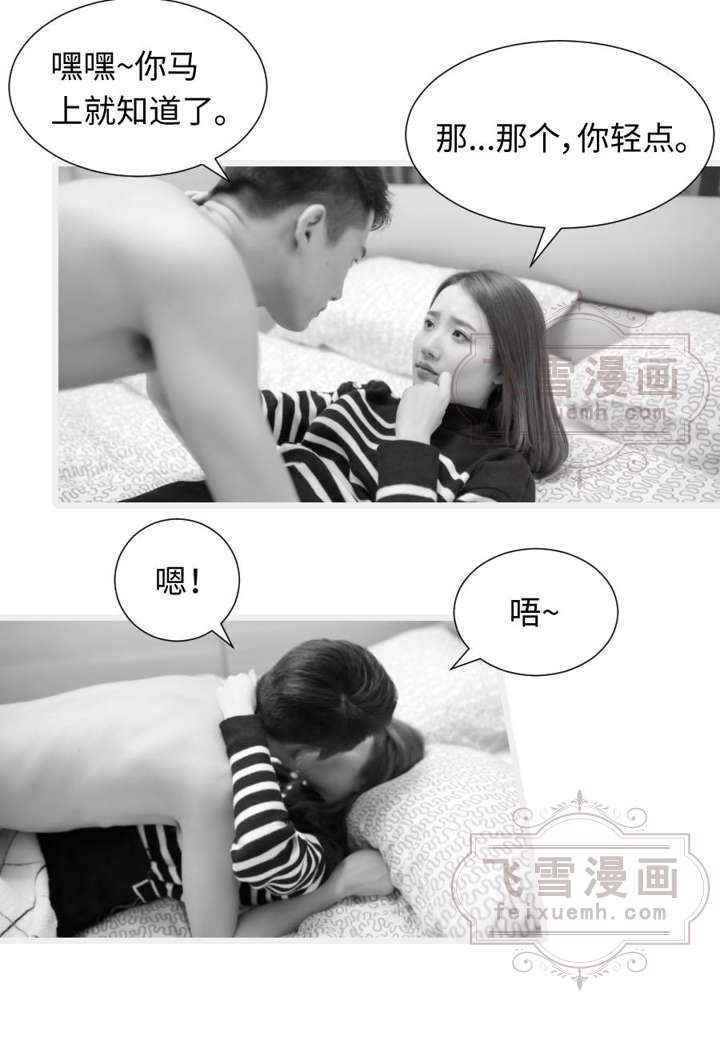 嘿嘿~你马
上就知道了。
那...那个,你轻点。
飞雪漫画
feixuemh.com
嗯!
唔~
飞雪漫画
feixuemh.com